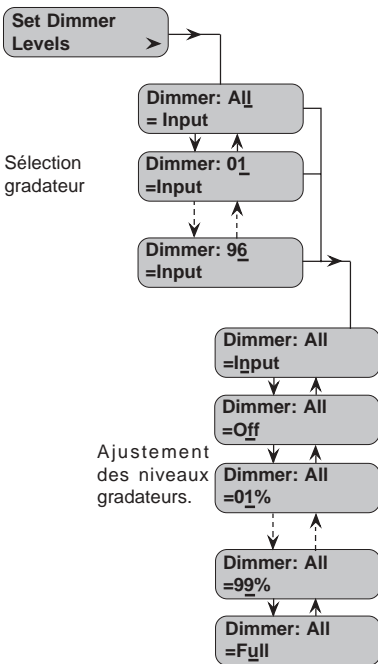 Set Dimmer
Levels
Dimmer: All
= Input
Sélection
gradateur
Dimmer: 01
=Input
Dimmer: 96
=Input
Dimmer: All
=Input
Dimmer: All
=Off
Ajustement
des niveaux
gradateurs.
Dimmer: All
=01%
Dimmer: All
=99%
Dimmer: All
=Full